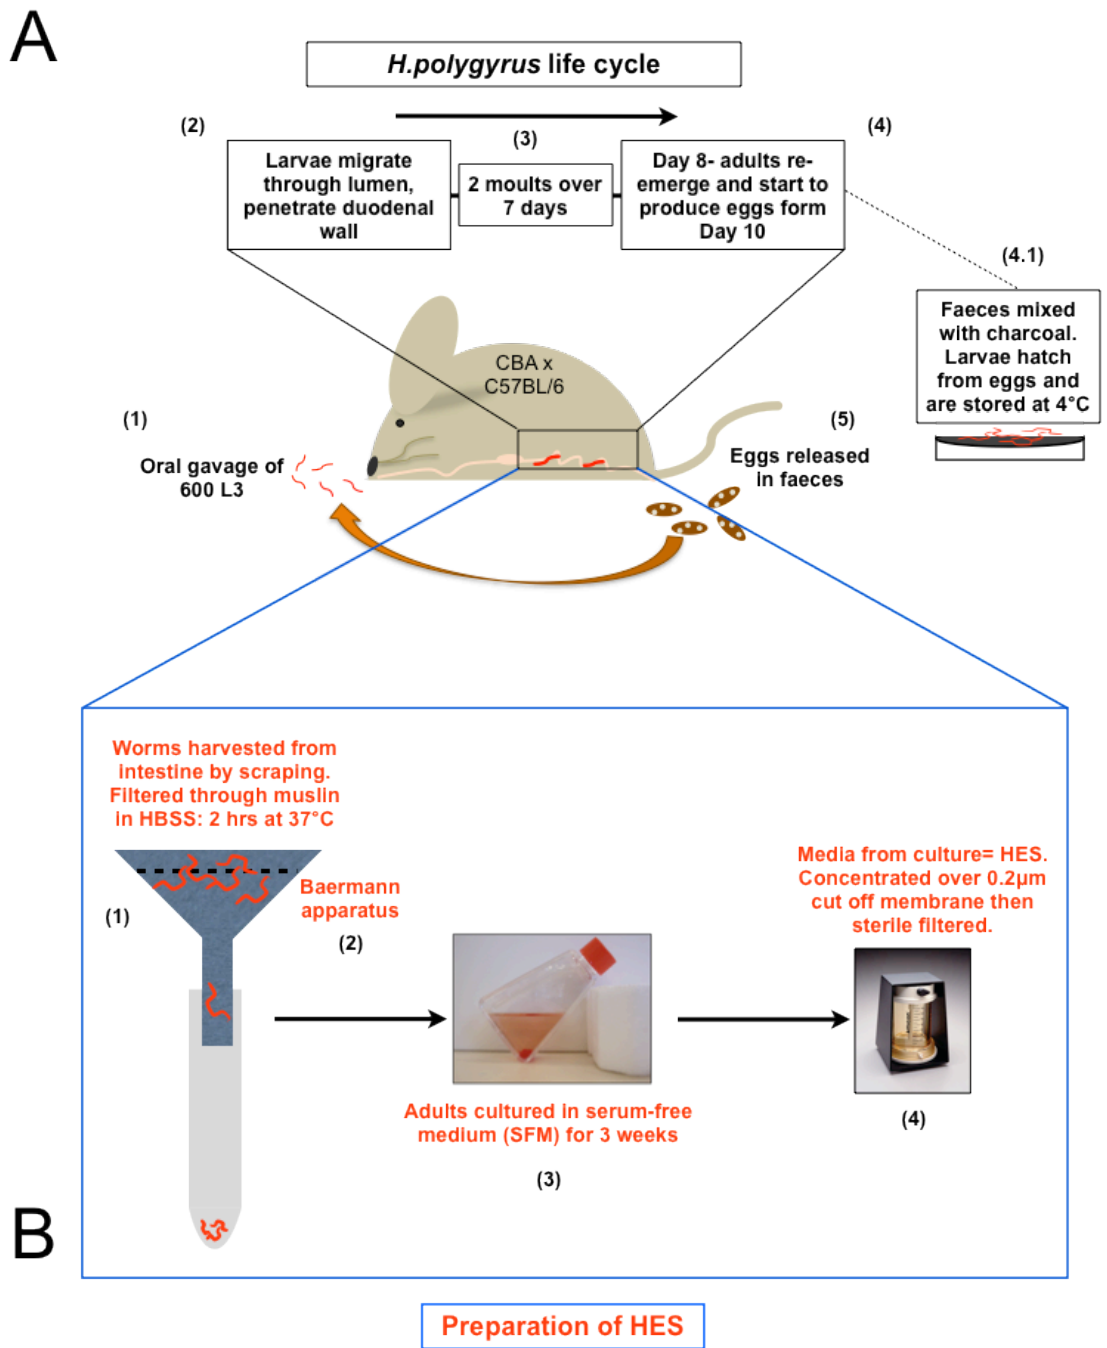 A
H.polygyrus life cycle
(2)
(3)
(4)
Larvae migrate
through lumen,
penetrate duodenal
wall
2 moults over
7 days
Day 8- adults re-
emerge and start to
produce eggs form
Day 10
(4.1)
Faeces mixed
with charcoal.
Larvae hatch
from eggs and
are stored at 4°C
CBA x
C57BL/6
(1)
Oral gavage of
600 L3
(5)
Eggs released
in faeces
Worms harvested from
intestine by scraping.
Filtered through muslin
in HBSS: 2 hrs at 37°C
(1)
Baermann
apparatus
(2)
Adults cultured in serum-free
medium (SFM) for 3 weeks
(3)
Media from culture= HES.
Concentrated over 0.2µm
cut off membrane then
sterile filtered.
(4)
B
Preparation of HES